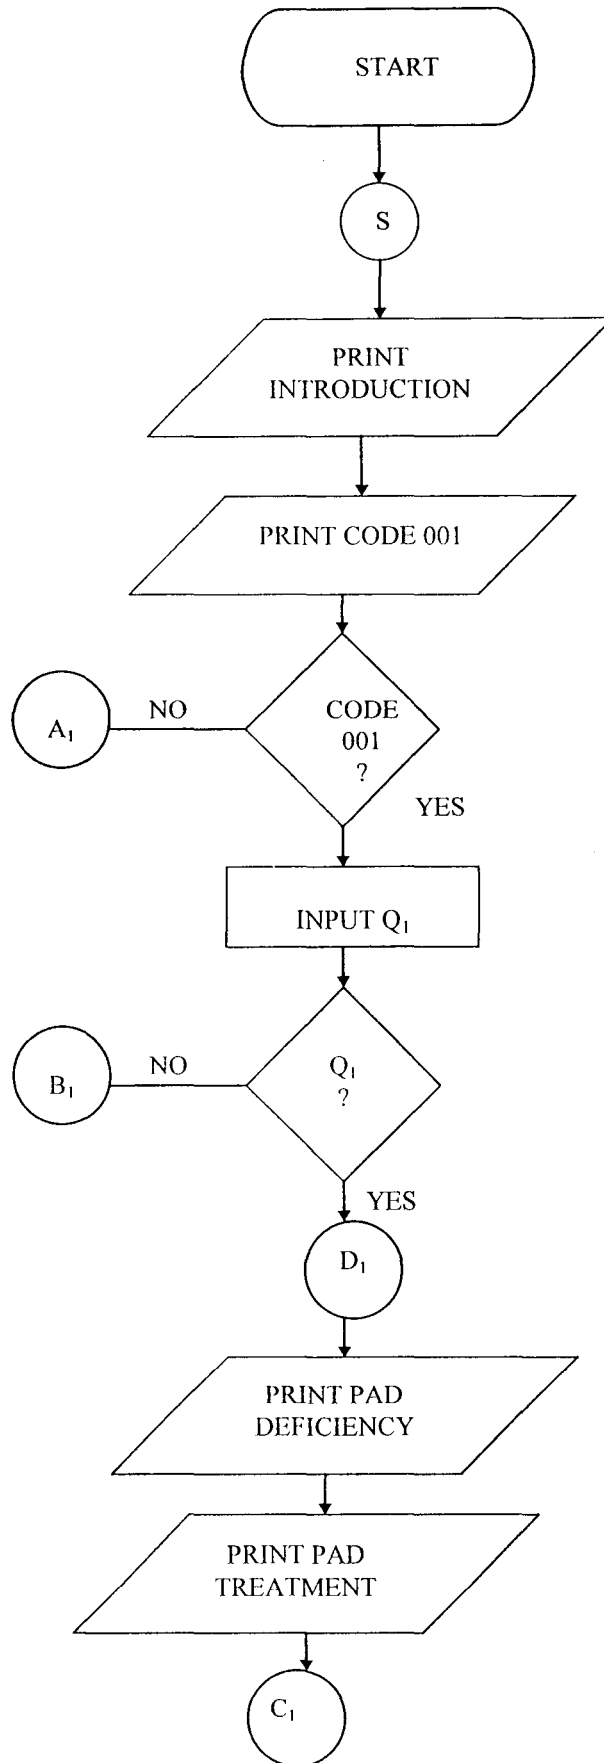 START
S
PRINT
INTRODUCTION
PRINT CODE 001
CODE
001
?
NO
A₁
YES
INPUT Q₁
Q₁
?
NO
B₁
YES
D₁
PRINT PAD
DEFICIENCY
PRINT PAD
TREATMENT
C₁